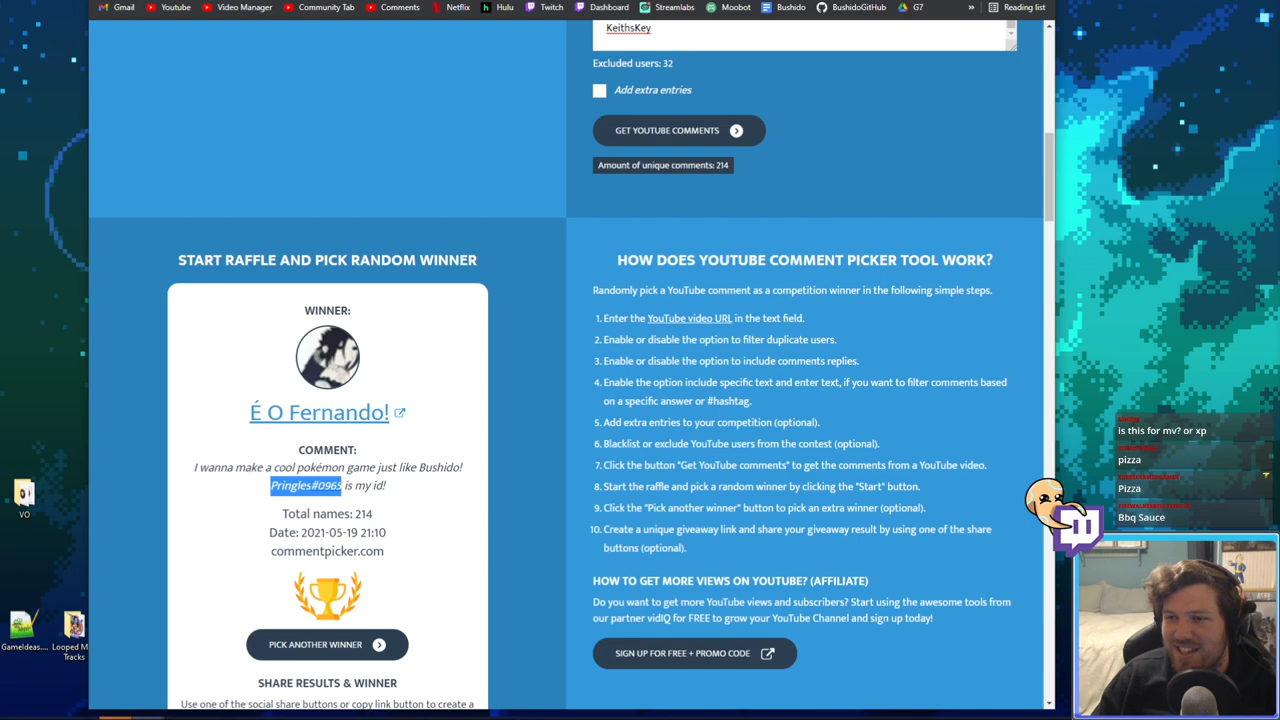 Gmail Youtube Video Manager Community Tab Comments Netflix Hulu Twitch Dashboard Streamlabs Moobot Bushido BushidoGitHub G7 » Reading list
KeithsKey
Excluded users: 32
Add extra entries
GET YOUTUBE COMMENTS
Amount of unique comments: 214
START RAFFLE AND PICK RANDOM WINNER
WINNER:
É O Fernando!
COMMENT:
I wanna make a cool pokémon game just like Bushido!
Pringles#0965 is my id!
Total names: 214
Date: 2021-05-19 21:10
commentpicker.com
PICK ANOTHER WINNER
SHARE RESULTS & WINNER
Use one of the social share buttons or copy link button to create a
HOW DOES YOUTUBE COMMENT PICKER TOOL WORK?
Randomly pick a YouTube comment as a competition winner in the following simple steps.
1. Enter the YouTube video URL in the text field.
2. Enable or disable the option to filter duplicate users.
3. Enable or disable the option to include comments replies.
4. Enable the option include specific text and enter text, if you want to filter comments based
on a specific answer or #hashtag.
5. Add extra entries to your competition (optional).
6. Blacklist or exclude YouTube users from the contest (optional).
7. Click the button "Get YouTube comments" to get the comments from a YouTube video.
8. Start the raffle and pick a random winner by clicking the "Start" button.
9. Click the "Pick another winner" button to pick an extra winner (optional).
10. Create a unique giveaway link and share your giveaway result by using one of the share
buttons (optional).
HOW TO GET MORE VIEWS ON YOUTUBE? (AFFILIATE)
Do you want to get more YouTube views and subscribers? Start using the awesome tools from
our partner vidIQ for FREE to grow your YouTube Channel and sign up today!
SIGN UP FOR FREE + PROMO CODE
is this for mv? or xp
pizza
Pizza
Bbq Sauce
VO
GameIdeas....
Looped M
Tracks